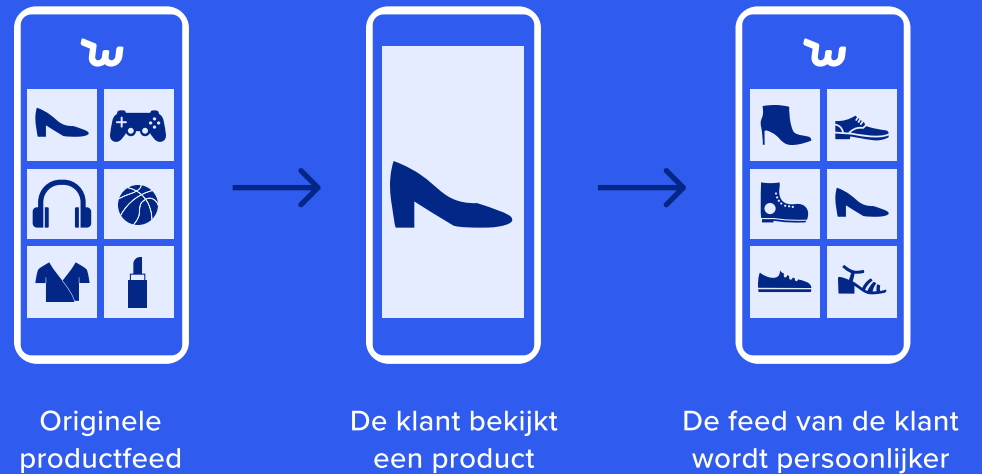 Originele
productfeed
De klant bekijkt
een product
De feed van de klant
wordt persoonlijker